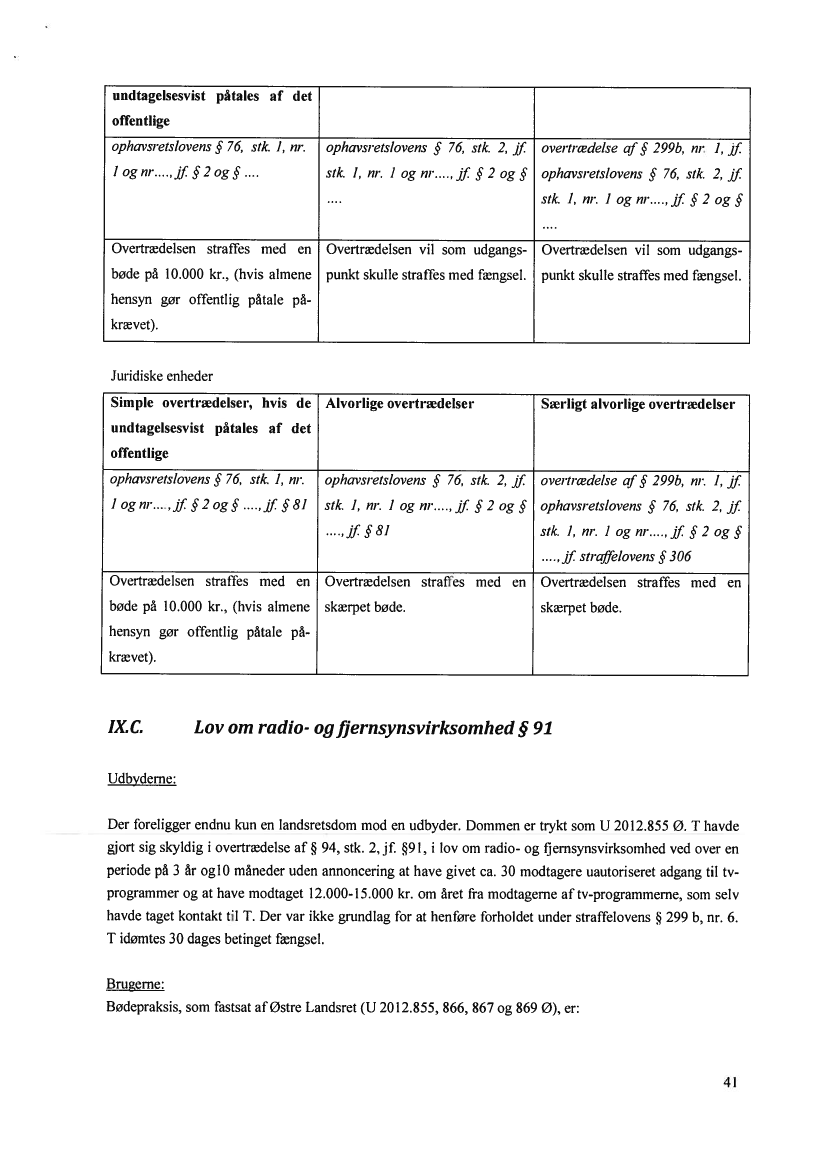 undtagelsesvist påtales af det
offentlige
ophavsretslovens § 76, stk. 1, nr.
1 og nr...., jf. § 2 og § ....
ophavsretslovens § 76, stk. 2, jf.
stk. 1, nr. 1 og nr...., jf. § 2 og §
....
overtrædelse af § 299b, nr. 1, jf.
ophavsretslovens § 76, stk. 2, jf.
stk. 1, nr. 1 og nr...., jf. § 2 og §
....
Overtrædelsen straffes med en
bøde på 10.000 kr., (hvis almene
hensyn gør offentlig påtale på-
krævet).
Overtrædelsen vil som udgangs-
punkt skulle straffes med fængsel.
Overtrædelsen vil som udgangs-
punkt skulle straffes med fængsel.
Juridiske enheder
Simple overtrædelser, hvis de
undtagelsesvist påtales af det
offentlige
Alvorlige overtrædelser
Særligt alvorlige overtrædelser
ophavsretslovens § 76, stk. 1, nr.
1 og nr...., jf. § 2 og § ...., jf. § 81
ophavsretslovens § 76, stk. 2, jf.
stk. 1, nr. 1 og nr...., jf. § 2 og §
...., jf. § 81
overtrædelse af § 299b, nr. 1, jf.
ophavsretslovens § 76, stk. 2, jf.
stk. 1, nr. 1 og nr...., jf. § 2 og §
...., jf. straffelovens § 306
Overtrædelsen straffes med en
bøde på 10.000 kr., (hvis almene
hensyn gør offentlig påtale på-
krævet).
Overtrædelsen straffes med en
skærpet bøde.
Overtrædelsen straffes med en
skærpet bøde.
IX.C. Lov om radio- og fjernsynsvirksomhed § 91
Udbyderne:
Der foreligger endnu kun en landsretsdom mod en udbyder. Dommen er trykt som U 2012.855 Ø. T havde
gjort sig skyldig i overtrædelse af § 94, stk. 2, jf. §91, i lov om radio- og fjernsynsvirksomhed ved over en
periode på 3 år og10 måneder uden annoncering at have givet ca. 30 modtagere uautoriseret adgang til tv-
programmer og at have modtaget 12.000-15.000 kr. om året fra modtagerne af tv-programmerne, som selv
havde taget kontakt til T. Der var ikke grundlag for at henføre forholdet under straffelovens § 299 b, nr. 6.
T idømtes 30 dages betinget fængsel.
Brugerne:
Bødepraksis, som fastsat af Østre Landsret (U 2012.855, 866, 867 og 869 Ø), er:
41